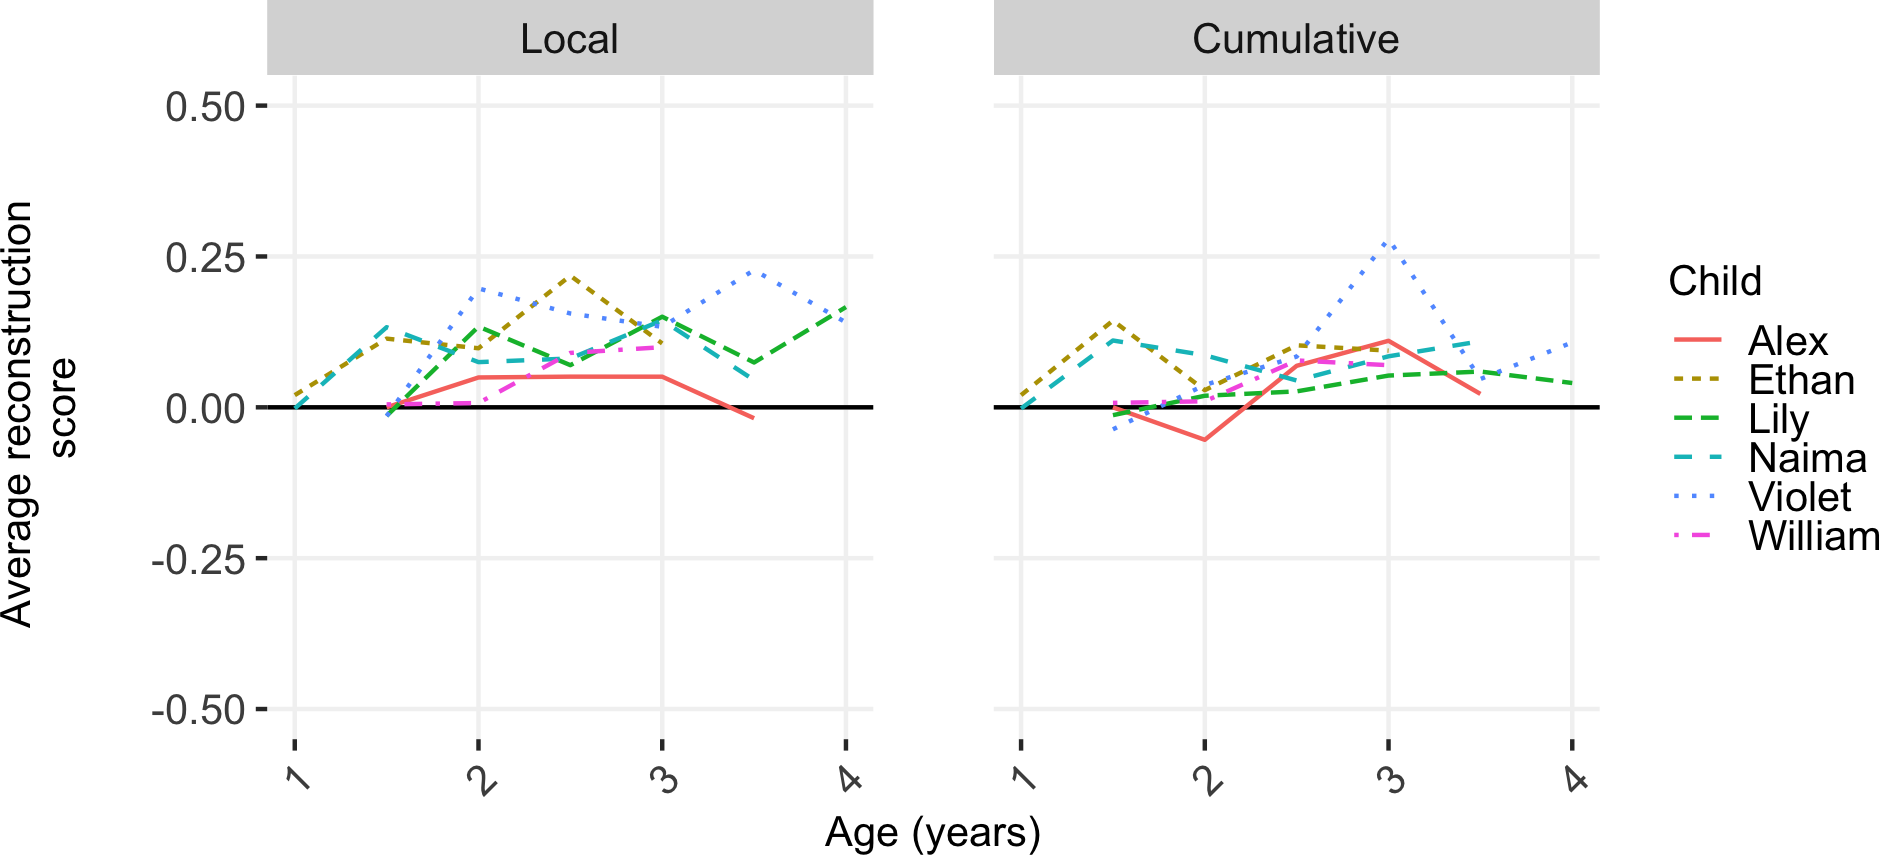 Local
Cumulative
0.50
0.25
0.00
-0.25
-0.50
Average reconstruction
score
1
2
3
4
1
2
3
4
Age (years)
Child
Alex
Ethan
Lily
Naima
Violet
William